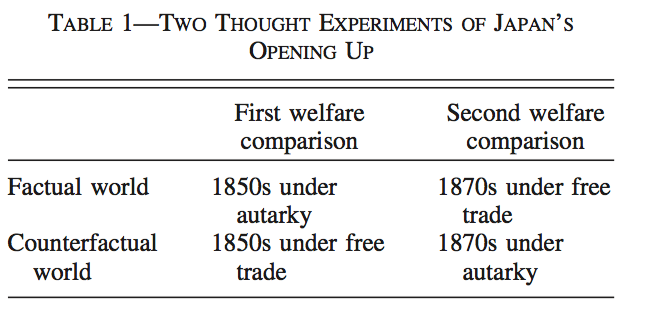 TABLE 1—TWO THOUGHT EXPERIMENTS OF JAPAN'S
OPENING UP
First welfare comparison
Second welfare comparison
Factual world
1850s under autarky
1870s under free trade
Counterfactual world
1850s under free trade
1870s under autarky